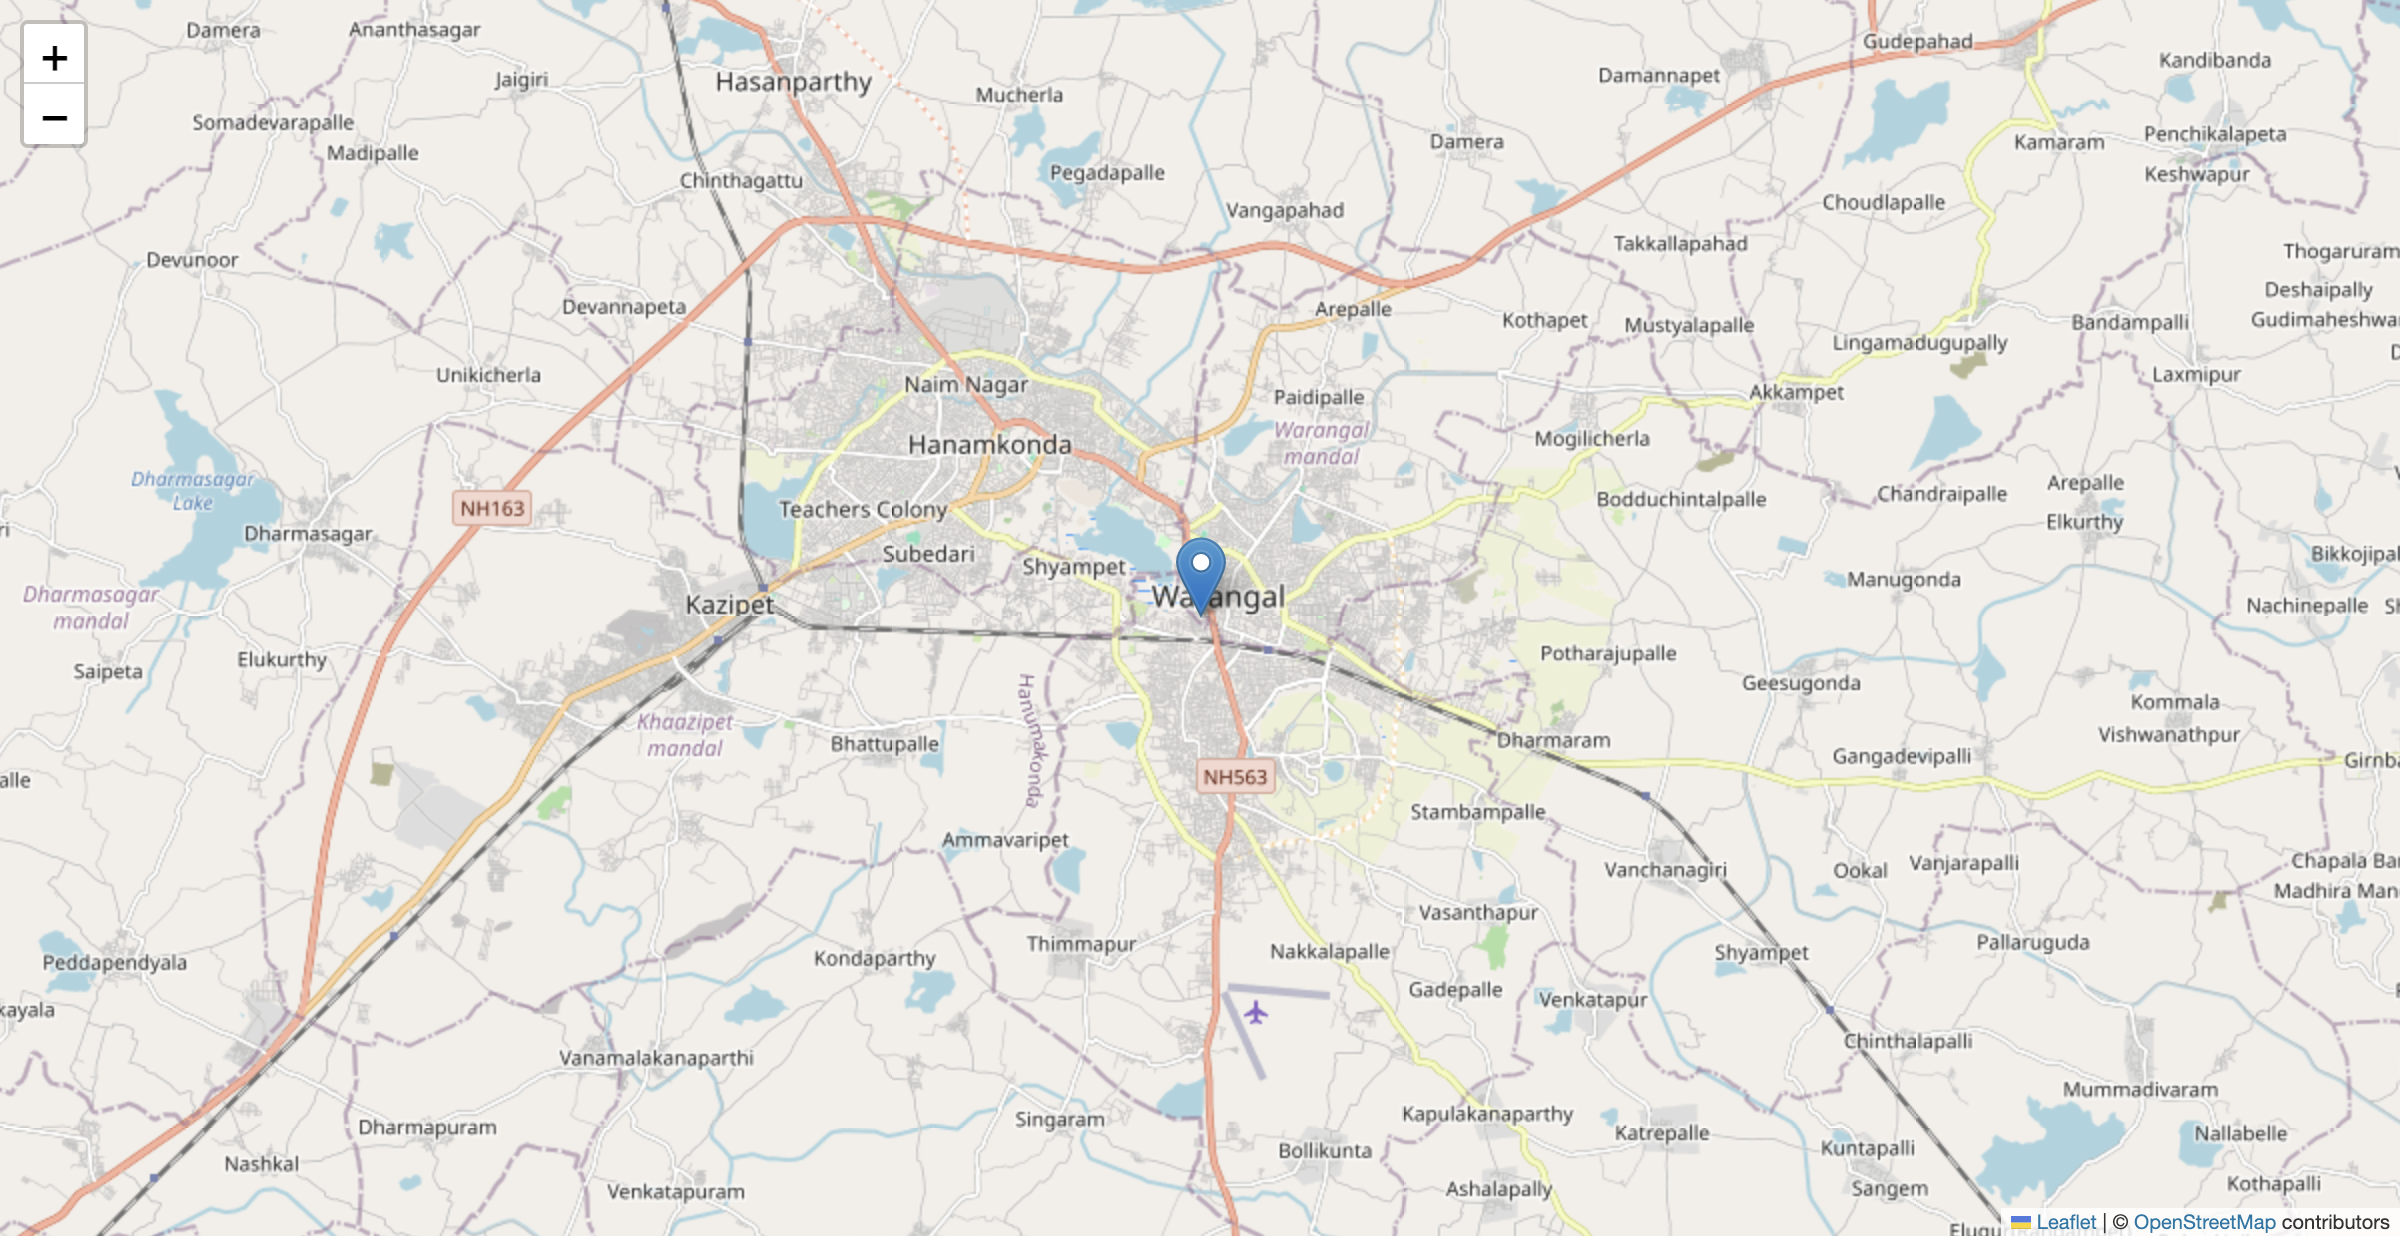 +
−
Damera
Ananthasagar
Gudepahad
Kandibanda
Jaigiri
Hasanparthy
Mucherla
Damannapet
Somadevarapalle
Madipalle
Damera
Kamaram
Penchikalapeta
Keshwapur
Chinthagattu
Pegadapalle
Vangapahad
Choudlapalle
Takkallapahad
Thogaruram
Devunoor
Devannapeta
Arepalle
Kothapet
Mustyalapalle
Deshaipally
Bandampalli
Gudimaheshwa
Lingamadugupally
Unikicherla
Naim Nagar
Paidipalle
Akkampet
Laxmipur
Hanamkonda
Warangal
mandal
Mogilicherla
Dharmasagar
Lake
NH163
Teachers Colony
Bodduchintalpalle
Chandraipalle
Arepalle
Elkurthy
ri
Dharmasagar
Subedari
Shyampet
Manugonda
Bikkojipal
Dharmasagar
mandal
Kazipet
Warangal
Nachinepalle
Sh
Saipeta
Elukurthy
Potharajupalle
Geesugonda
Khaazipet
mandal
Hanumakonda
Kommala
Vishwanathpur
Bhattupalle
Dharmaram
Gangadevipalli
Girnba
alle
NH563
Stambampalle
Ammavaripet
Vanchanagiri
Ookal
Vanjarapalli
Chapala Ba
Madhira Man
Vasanthapur
Thimmapur
Nakkalapalle
Shyampet
Pallaruguda
Peddapendyala
Kondaparthy
Gadepalle
Venkatapur
kayala
Vanamalakanaparthi
Chinthalapalli
Mummadivaram
Dharmapuram
Singaram
Kapulakanaparthy
Katrepalle
Kuntapalli
Nallabelle
Nashkal
Bollikunta
Venkatapuram
Ashalapally
Sangem
Kothapalli
Elugu
Leaflet | © OpenStreetMap contributors